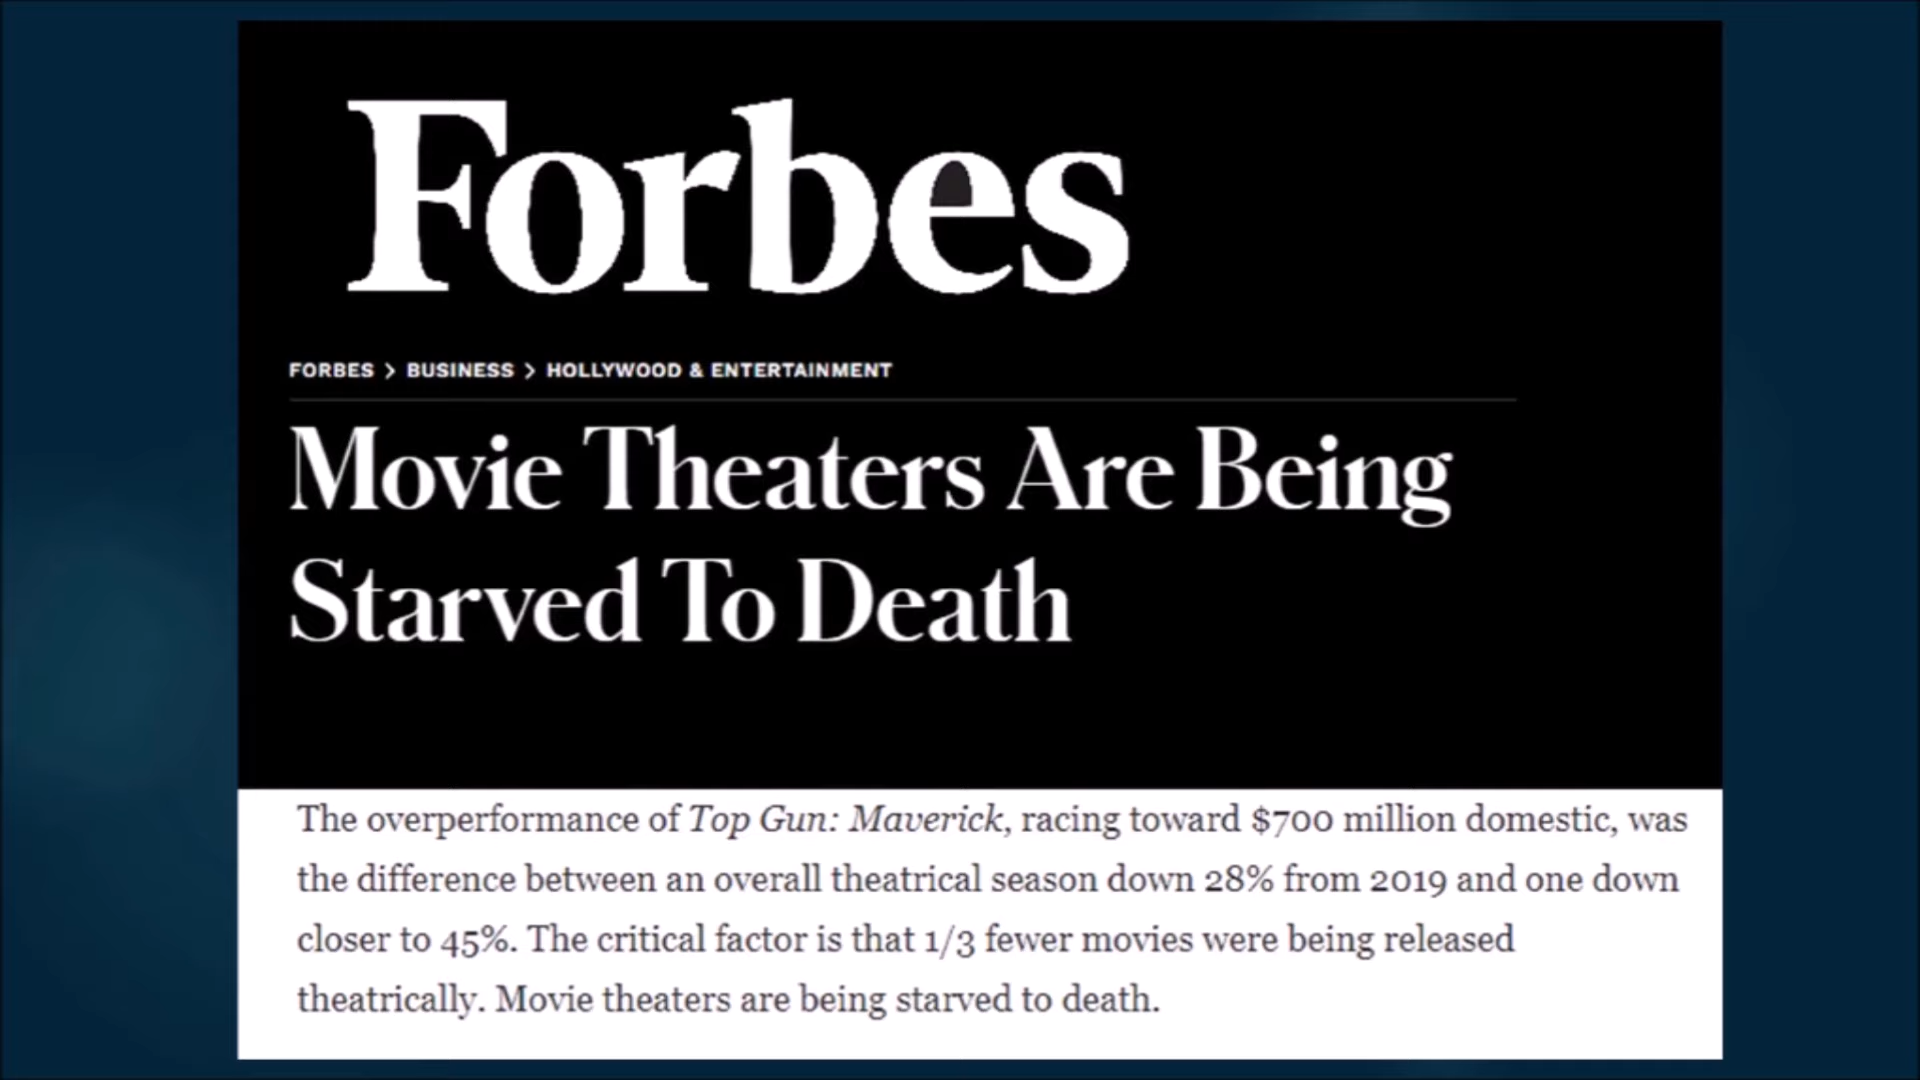 Forbes
FORBES > BUSINESS > HOLLYWOOD & ENTERTAINMENT
Movie Theaters Are Being
Starved To Death
The overperformance of Top Gun: Maverick, racing toward $700 million domestic, was
the difference between an overall theatrical season down 28% from 2019 and one down
closer to 45%. The critical factor is that 1/3 fewer movies were being released
theatrically. Movie theaters are being starved to death.